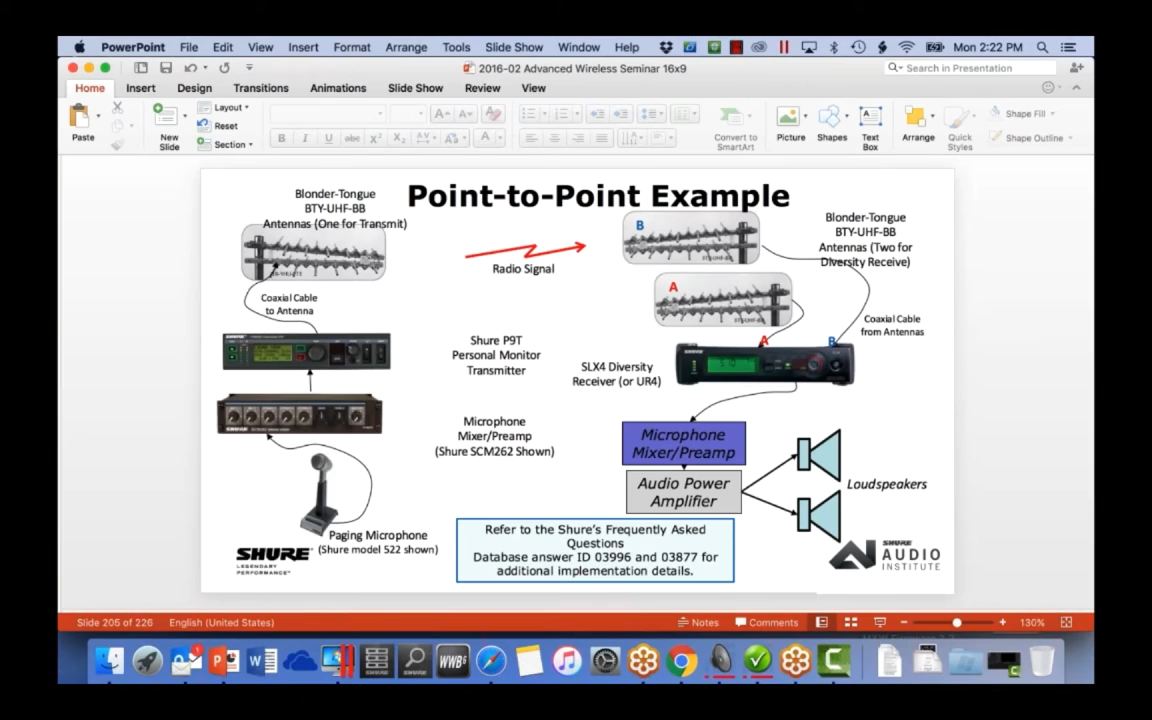 PowerPoint File Edit View Insert Format Arrange Tools Slide Show Window Help Mon 2:22 PM
2016-02 Advanced Wireless Seminar 16x9
Search in Presentation
Home Insert Design Transitions Animations Slide Show Review View
Paste
New
Slide
Layout
Reset
Section
B I U abc X² X₂ AV A
A A
Convert to
SmartArt
Picture
Shapes
Text
Box
Arrange
Quick
Styles
Shape Fill
Shape Outline
Point-to-Point Example
Blonder-Tongue
BTY-UHF-BB
Antennas (One for Transmit)
Radio Signal
B
A
Blonder-Tongue
BTY-UHF-BB
Antennas (Two for
Diversity Receive)
Coaxial Cable
to Antenna
Coaxial Cable
from Antennas
Shure P9T
Personal Monitor
Transmitter
SLX4 Diversity
Receiver (or UR4)
A
B
Microphone
Mixer/Preamp
(Shure SCM262 Shown)
Microphone
Mixer/Preamp
Audio Power
Amplifier
Loudspeakers
Paging Microphone
(Shure model 522 shown)
Refer to the Shure's Frequently Asked
Questions
Database answer ID 03996 and 03877 for
additional implementation details.
SHURE
LEGENDARY
PERFORMANCE™
SHURE
AUDIO
INSTITUTE
Slide 205 of 226 English (United States) Notes Comments 130%
WWB6